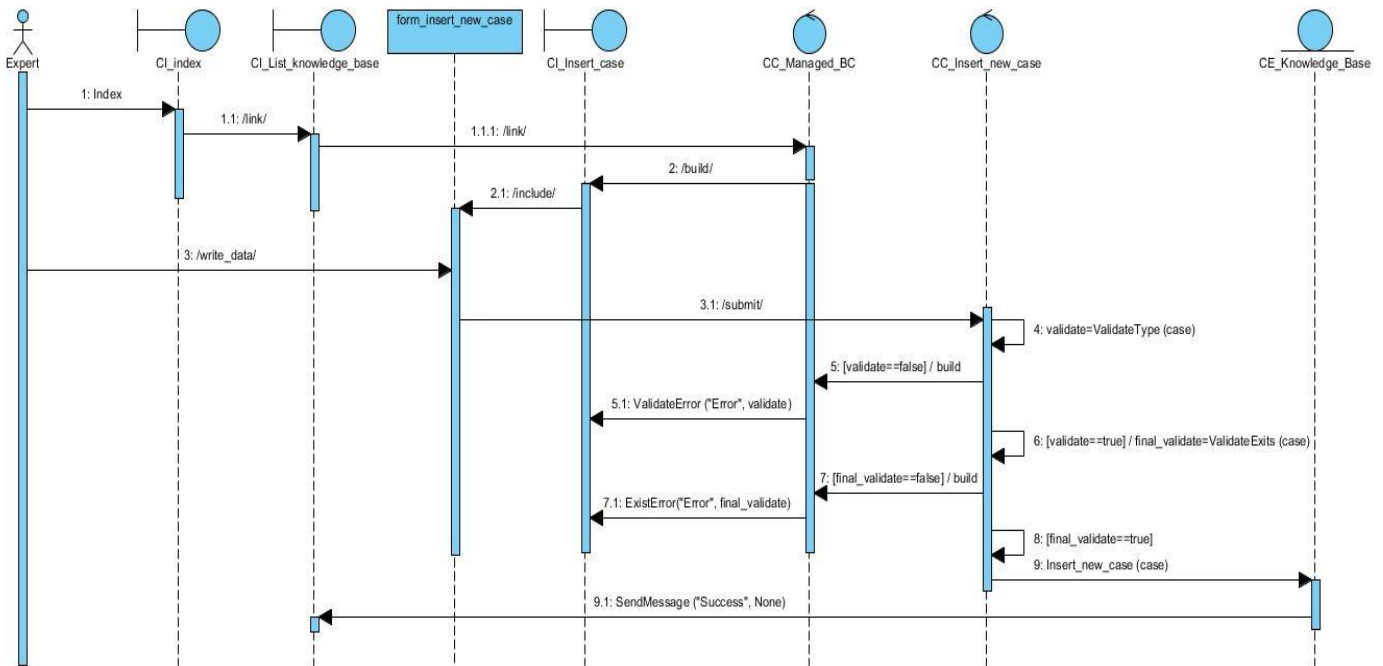 form_insert_new_case
Expert
CI_index
CI_List_knowledge_base
CI_Insert_case
CC_Managed_BC
CC_Insert_new_case
CE_Knowledge_Base
1: Index
1.1: /link/
1.1.1: /link/
2: /build/
2.1: /include/
3: /write_data/
3.1: /submit/
4: validate=ValidateType (case)
5: [validate==false] / build
5.1: ValidateError ("Error", validate)
6: [validate==true] / final_validate=ValidateExits (case)
7: [final_validate==false] / build
7.1: ExistError("Error", final_validate)
8: [final_validate==true]
9: Insert_new_case (case)
9.1: SendMessage ("Success", None)